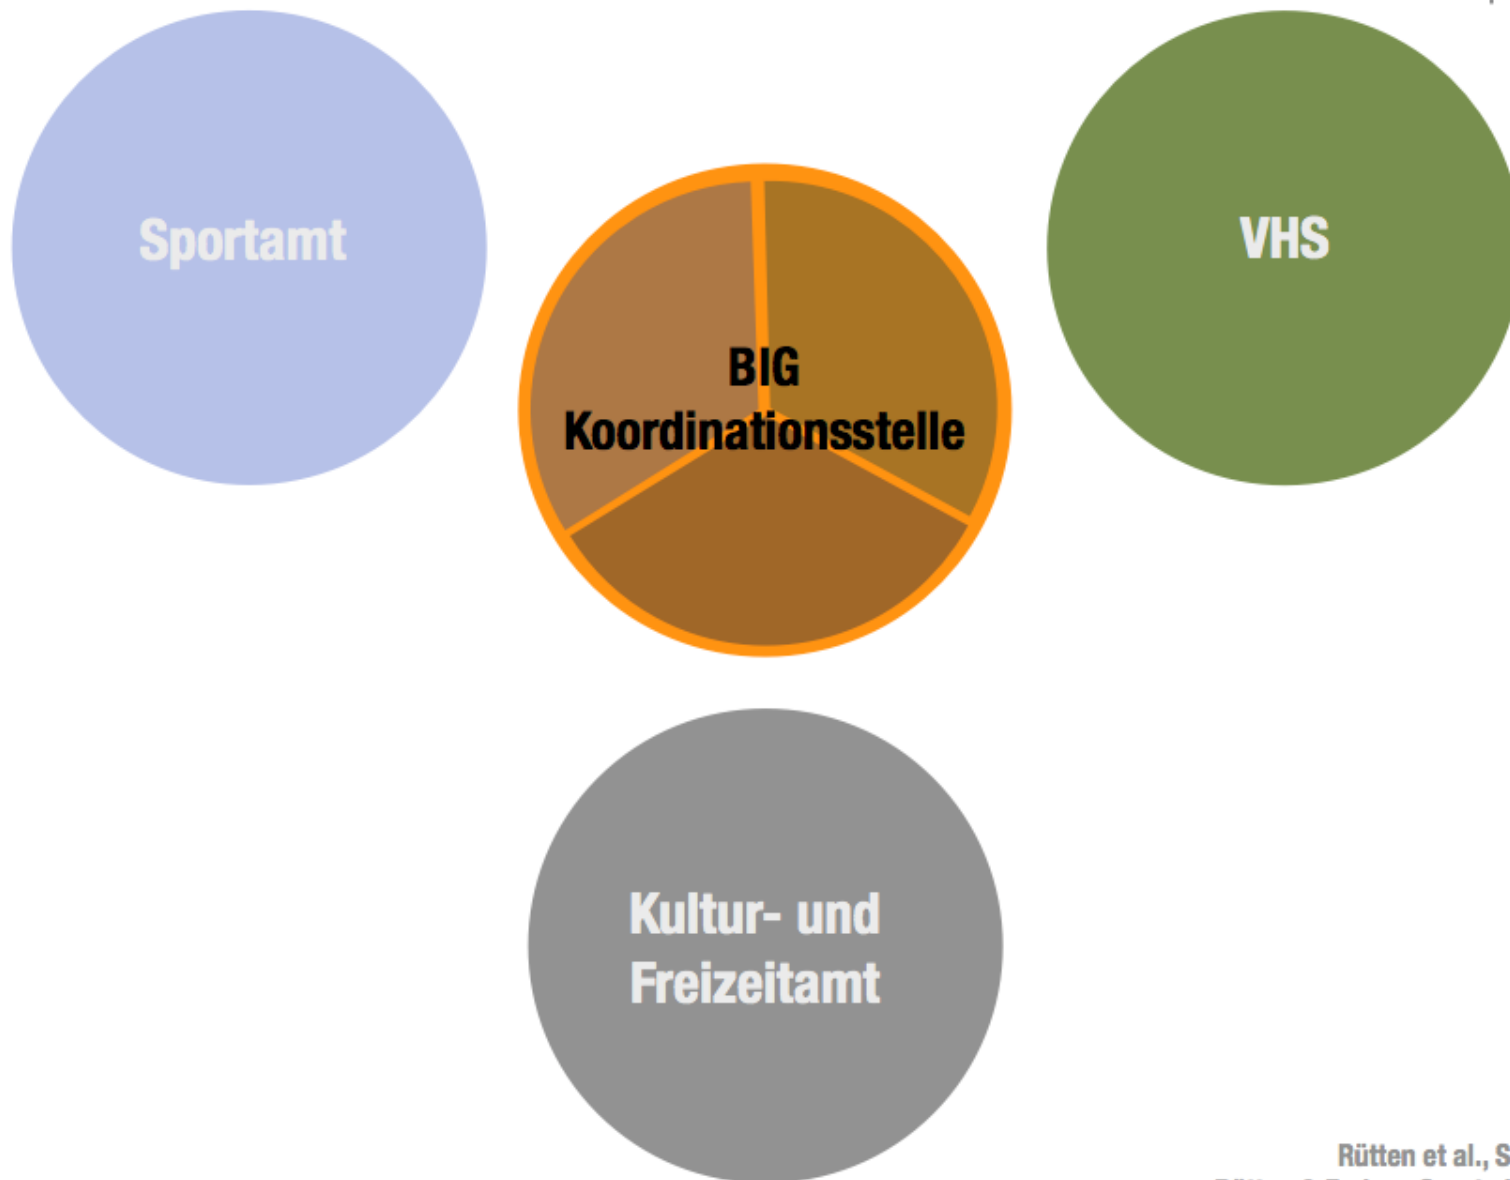 Sportamt
VHS
BIG
Koordinationsstelle
Kultur- und
Freizeitamt
Rütten et al., S